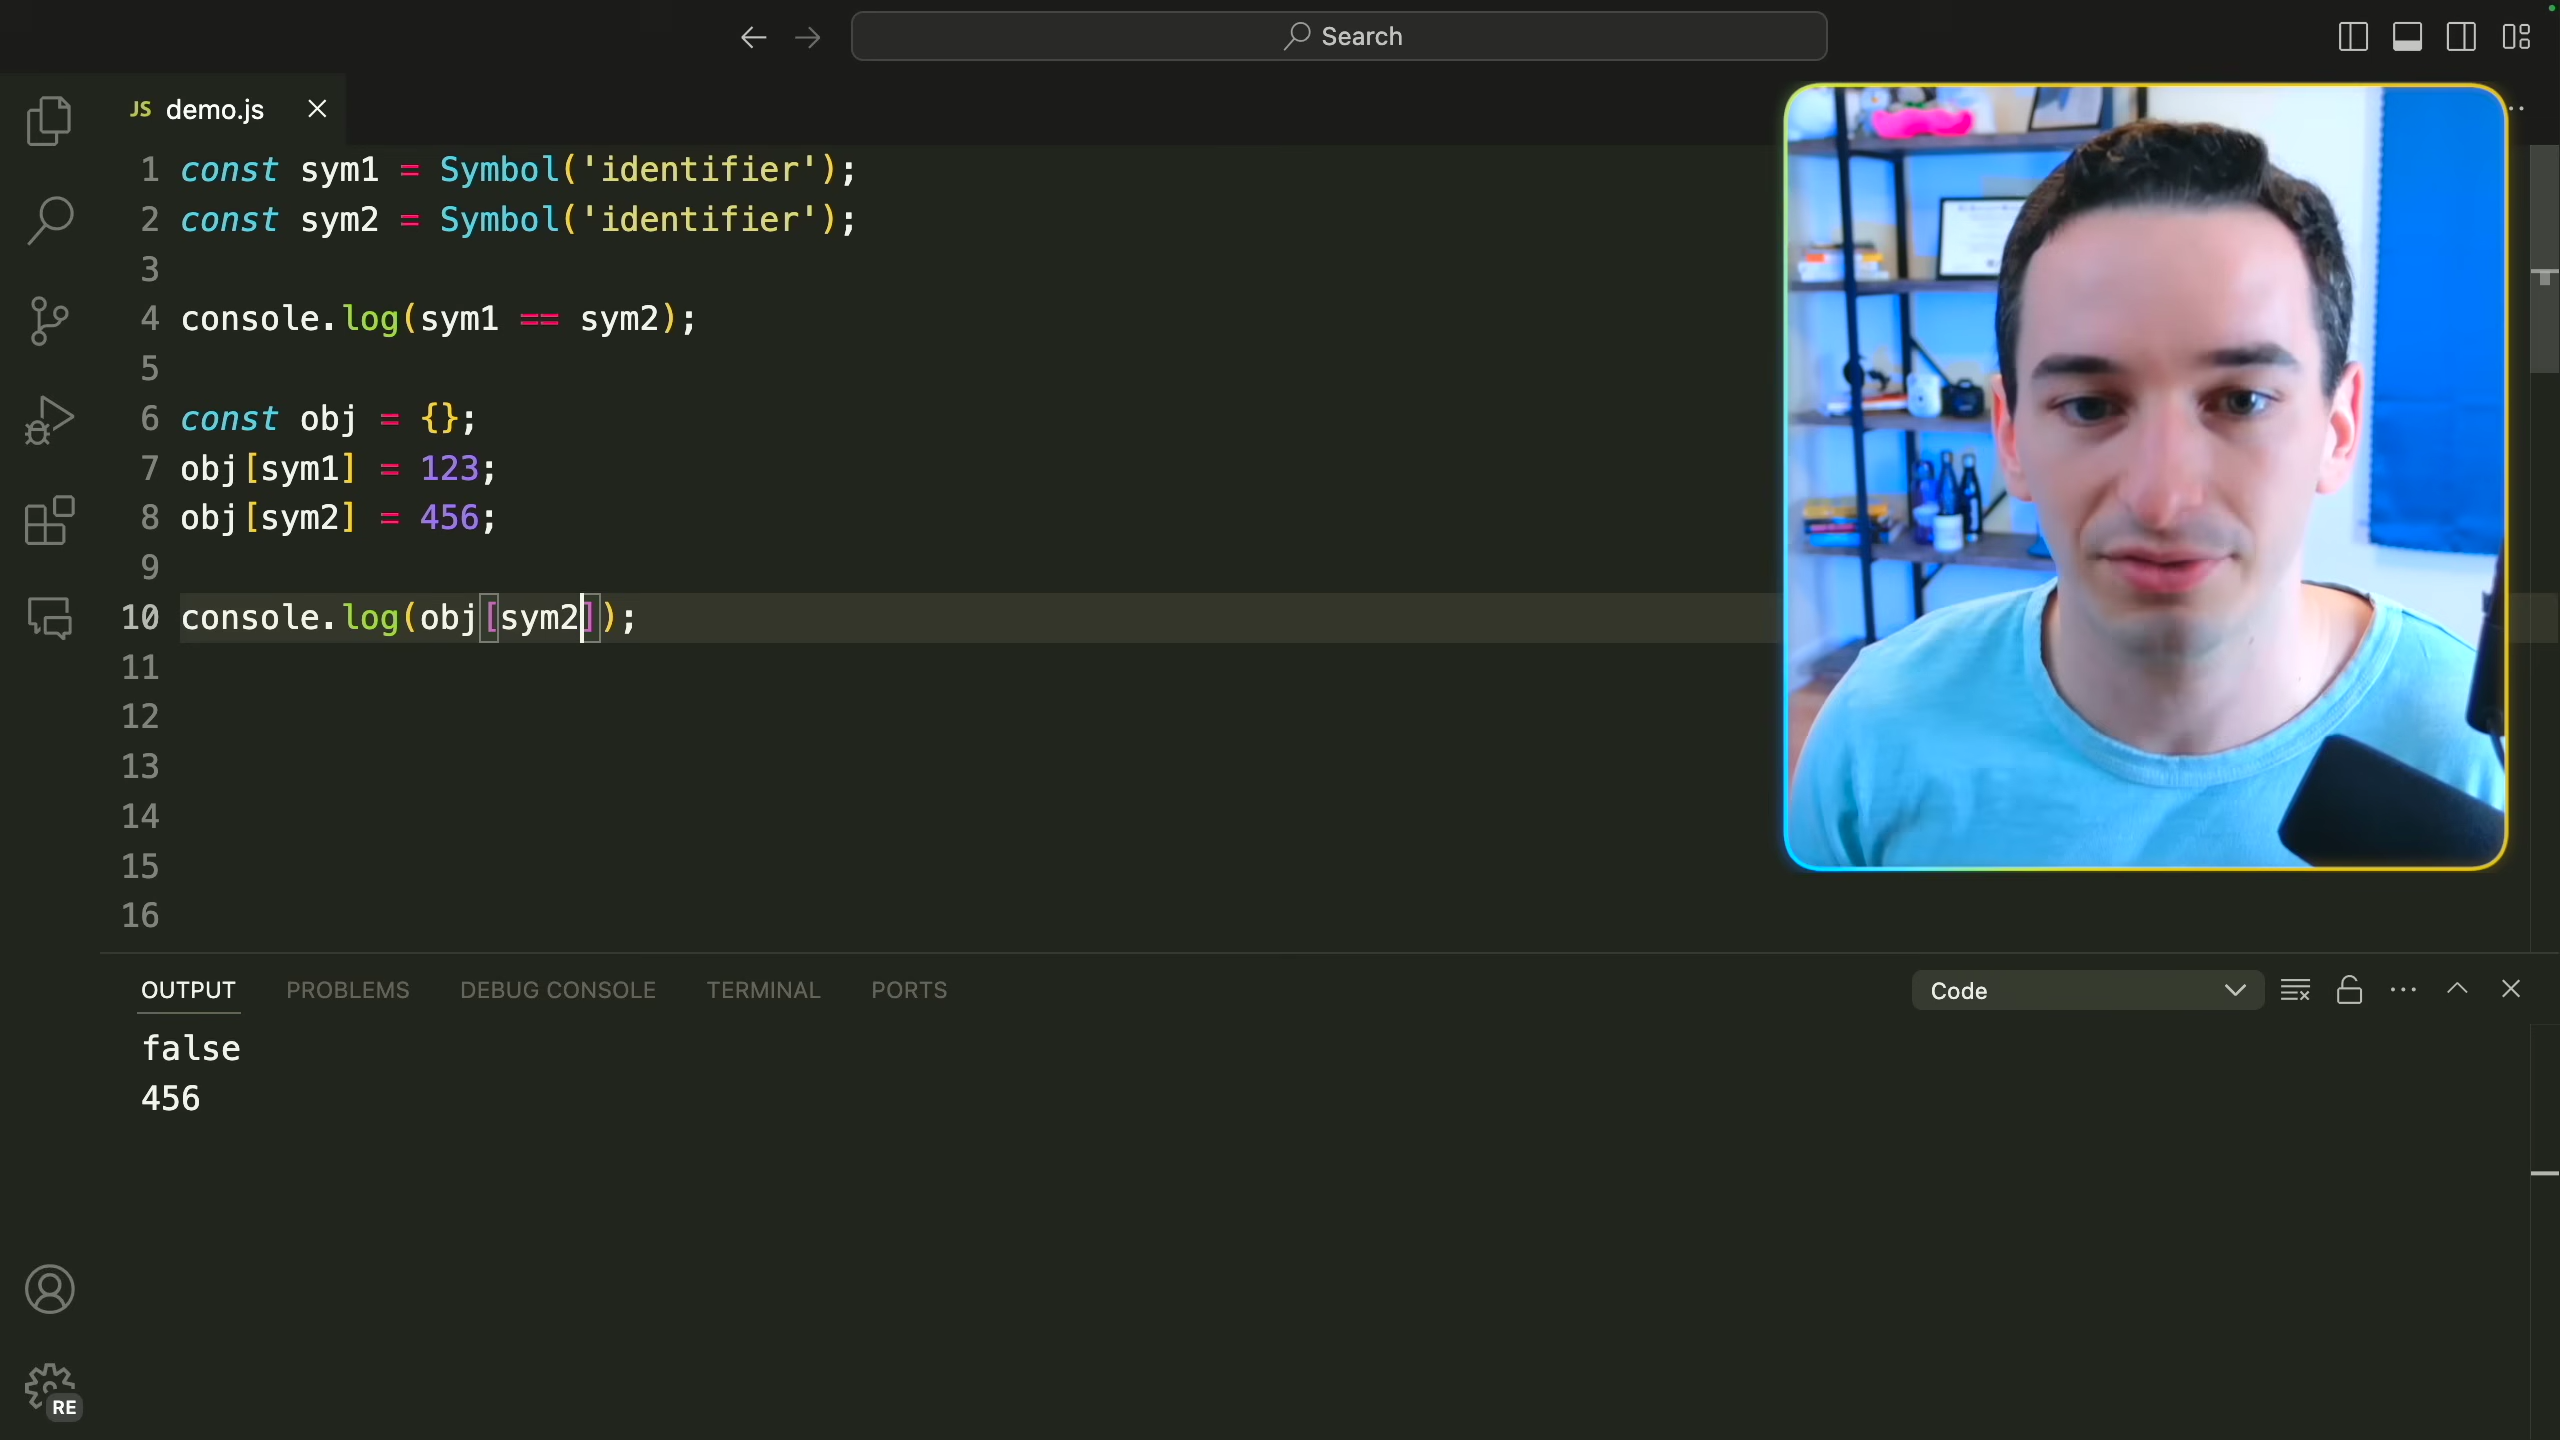 Search
JS demo.js
1 const sym1 = Symbol('identifier');
2 const sym2 = Symbol('identifier');
3
4 console.log(sym1 == sym2);
5
6 const obj = {};
7 obj[sym1] = 123;
8 obj[sym2] = 456;
9
10 console.log(obj[sym2]);
11
12
13
14
15
16
OUTPUT PROBLEMS DEBUG CONSOLE TERMINAL PORTS Code
false
456
RE